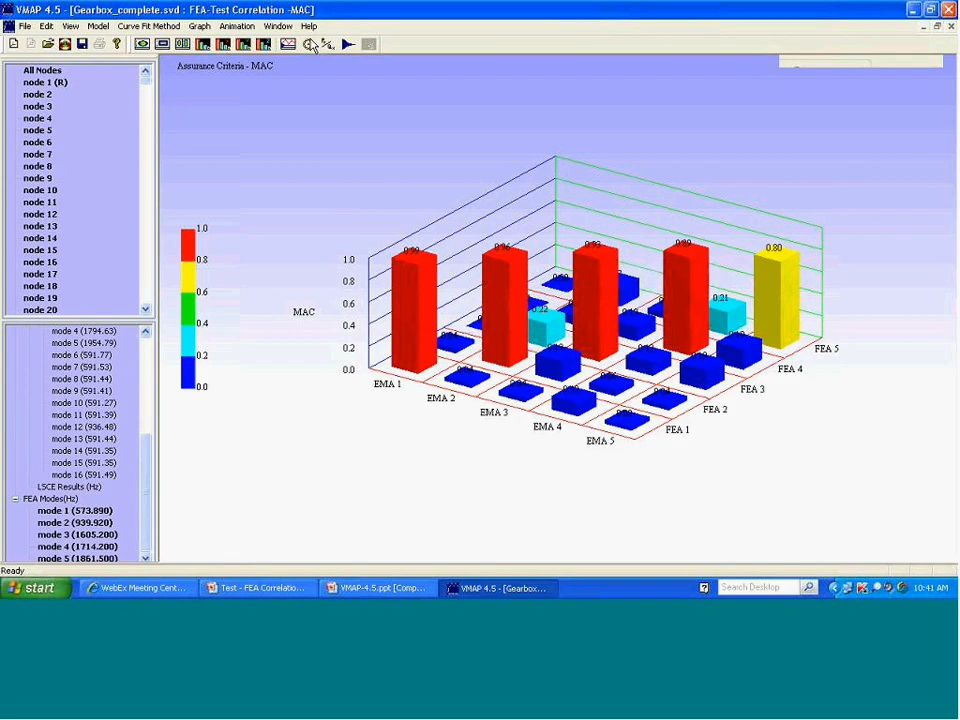 VMAP 4.5 - [Gearbox_complete.svd : FEA-Test Correlation -MAC]
File Edit View Model Curve Fit Method Graph Animation Window Help
Assurance Criteria - MAC
All Nodes
node 1 (R)
node 2
node 3
node 4
node 5
node 6
node 7
node 8
node 9
node 10
node 11
node 12
node 13
node 14
node 15
node 16
node 17
node 18
node 19
node 20
mode 4 (1794.63)
mode 5 (1954.79)
mode 6 (591.77)
mode 7 (591.53)
mode 8 (591.44)
mode 9 (591.41)
mode 10 (591.27)
mode 11 (591.39)
mode 12 (936.48)
mode 13 (591.44)
mode 14 (591.35)
mode 15 (591.35)
mode 16 (591.49)
LSCE Results (Hz)
FEA Modes(Hz)
mode 1 (573.890)
mode 2 (939.920)
mode 3 (1605.200)
mode 4 (1714.200)
mode 5 (1861.500)
1.0
0.8
0.6
0.4
0.2
0.0
MAC
1.0
0.8
0.6
0.4
0.2
0.0
0.99
0.96
0.93
0.89
0.80
0.22
0.21
EMA 1
EMA 2
EMA 3
EMA 4
EMA 5
FEA 1
FEA 2
FEA 3
FEA 4
FEA 5
Ready
start
WebEx Meeting Cent...
Test - FEA Correlatio...
VMAP-4.5.ppt [Comp...
VMAP 4.5 - [Gearbox...
Search Desktop
10:41 AM